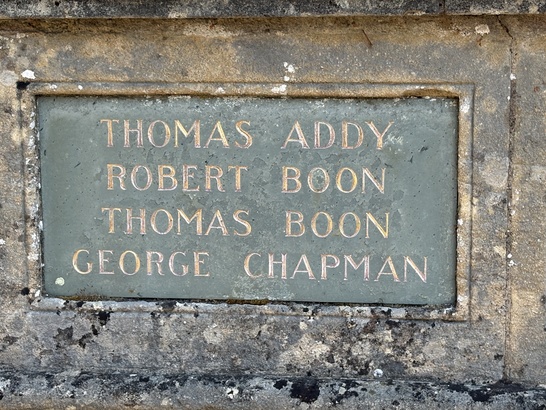 THOMAS ADDY
ROBERT BOON
THOMAS BOON
GEORGE CHAPMAN